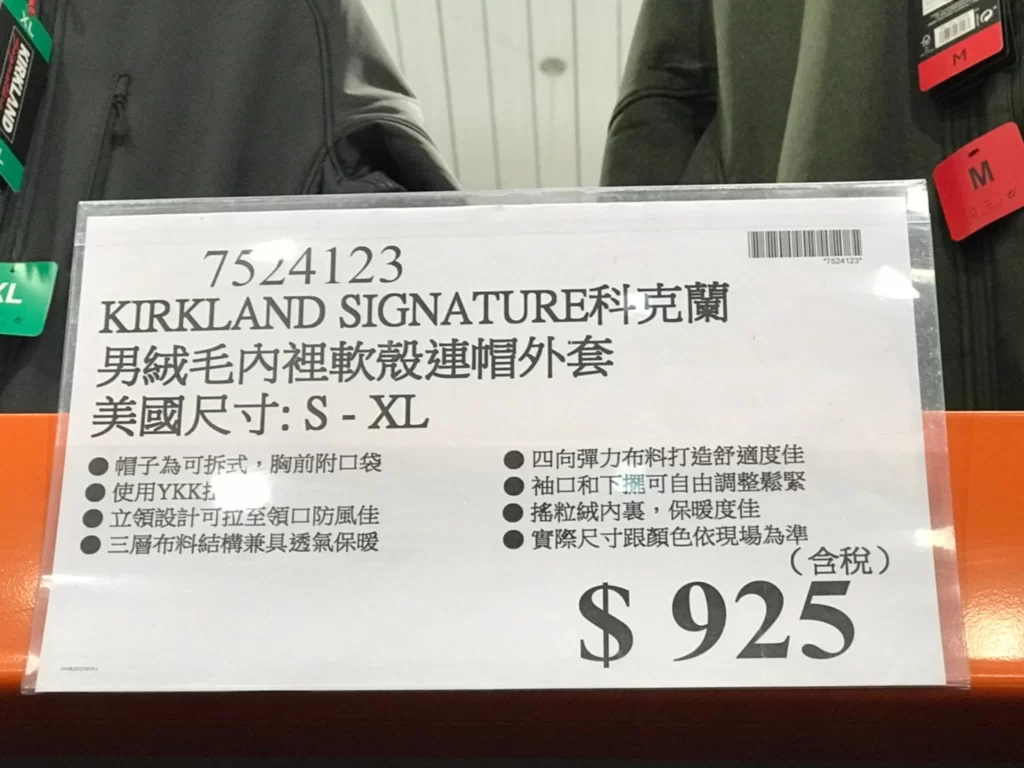 XL
KIRKLAND
XL
M
M
7524123
*7524123*
KIRKLAND SIGNATURE科克蘭
男絨毛內裡軟殼連帽外套
美國尺寸: S - XL
● 帽子為可拆式，胸前附口袋
● 使用YKK
● 立領設計可拉至領口防風佳
● 三層布料結構兼具透氣保暖
● 四向彈力布料打造舒適度佳
● 袖口和下擺可自由調整鬆緊
● 搖粒絨內裏，保暖度佳
● 實際尺寸跟顏色依現場為準
（含稅）
$ 925